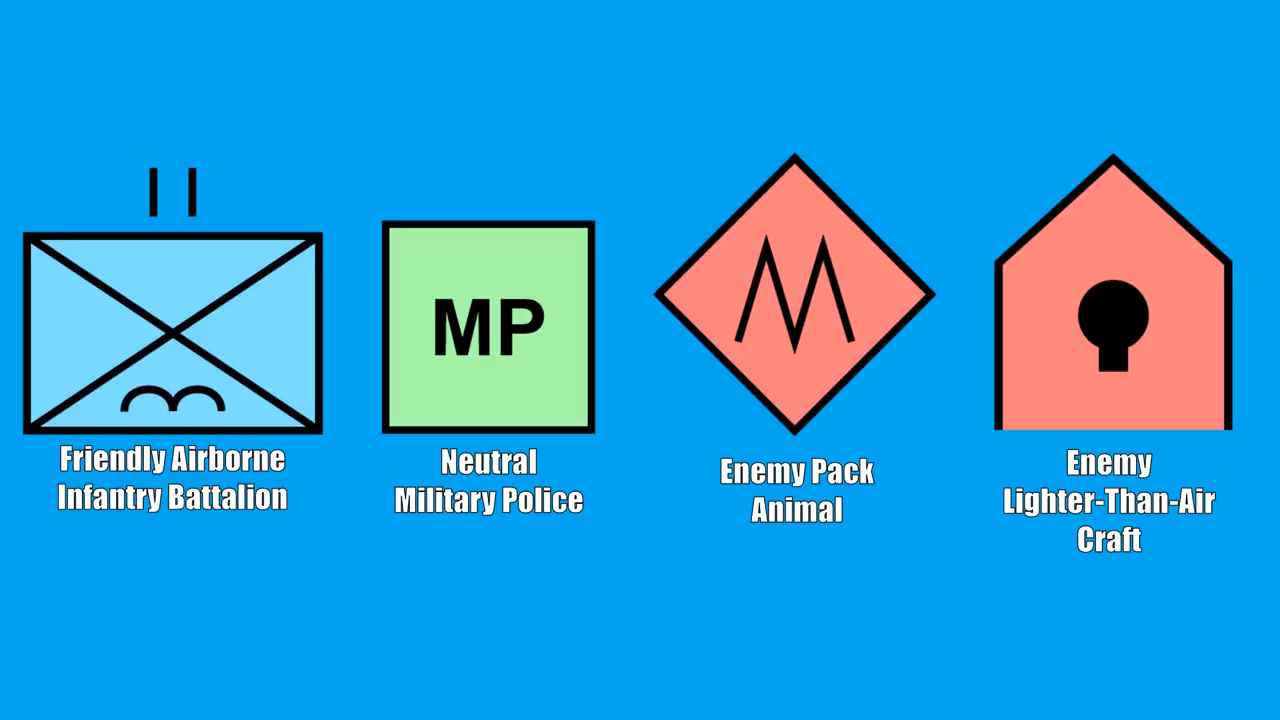 MP
Friendly Airborne
Infantry Battalion
Neutral
Military Police
Enemy Pack
Animal
Enemy
Lighter-Than-Air
Craft